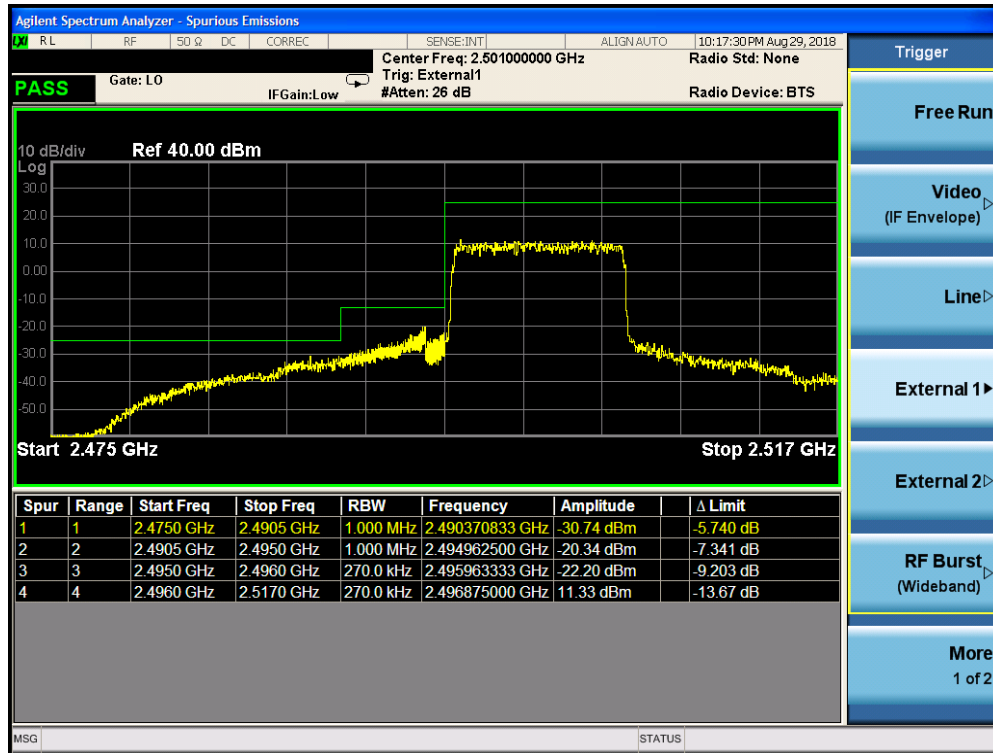 Agilent Spectrum Analyzer - Spurious Emissions
LXI RL RF 50 Ω DC CORREC SENSE:INT ALIGN AUTO 10:17:30 PM Aug 29, 2018
Trigger
Center Freq: 2.501000000 GHz Radio Std: None
PASS Gate: LO Trig: External1
IFGain:Low #Atten: 26 dB Radio Device: BTS
Free Run
10 dB/div Ref 40.00 dBm
Log
30.0
20.0
10.0
0.00
-10.0
-20.0
-30.0
-40.0
-50.0
Start 2.475 GHz Stop 2.517 GHz
Video
(IF Envelope)
Line
External 1
External 2
RF Burst
(Wideband)
More
1 of 2
Spur Range Start Freq Stop Freq RBW Frequency Amplitude Δ Limit
1 1 2.4750 GHz 2.4905 GHz 1.000 MHz 2.490370833 GHz -30.74 dBm -5.740 dB
2 2 2.4905 GHz 2.4950 GHz 1.000 MHz 2.494962500 GHz -20.34 dBm -7.341 dB
3 3 2.4950 GHz 2.4960 GHz 270.0 kHz 2.495963333 GHz -22.20 dBm -9.203 dB
4 4 2.4960 GHz 2.5170 GHz 270.0 kHz 2.496875000 GHz 11.33 dBm -13.67 dB
MSG STATUS